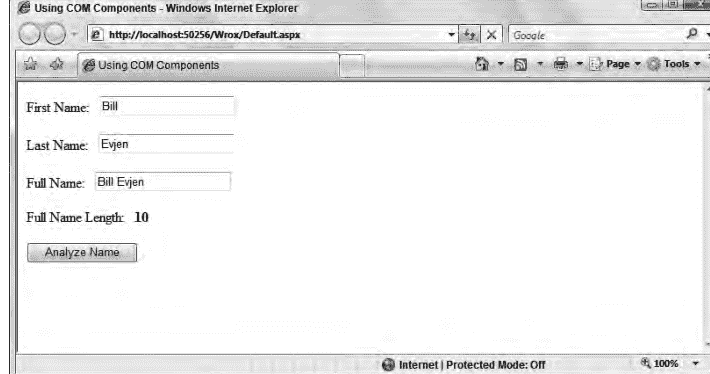 Using COM Components - Windows Internet Explorer
http://localhost:50256/Wrox/Default.aspx
Google
Using COM Components
Page
Tools
First Name: Bill
Last Name: Evjen
Full Name: Bill Evjen
Full Name Length: 10
Analyze Name
Internet | Protected Mode: Off
100%